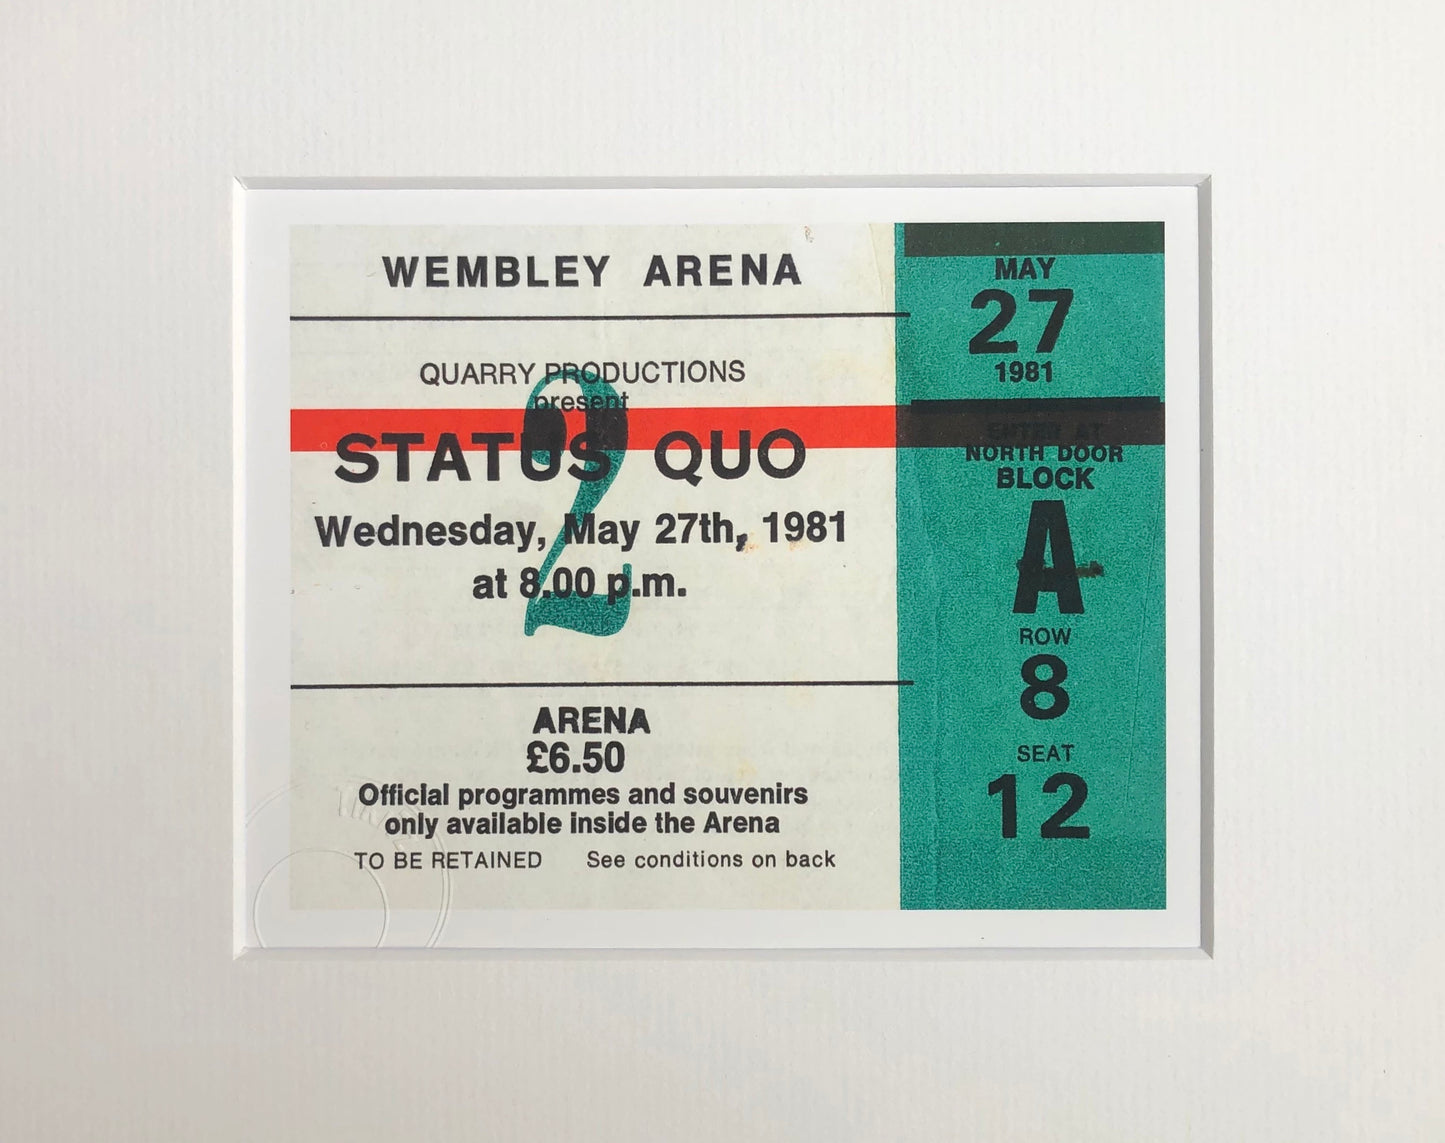 WEMBLEY ARENA
QUARRY PRODUCTIONS
present
STATUS QUO
Wednesday, May 27th, 1981
at 8.00 p.m.
2
ARENA
£6.50
Official programmes and souvenirs
only available inside the Arena
TO BE RETAINED See conditions on back
MAY
27
1981
ENTER AT
NORTH DOOR
BLOCK
A
ROW
8
SEAT
12